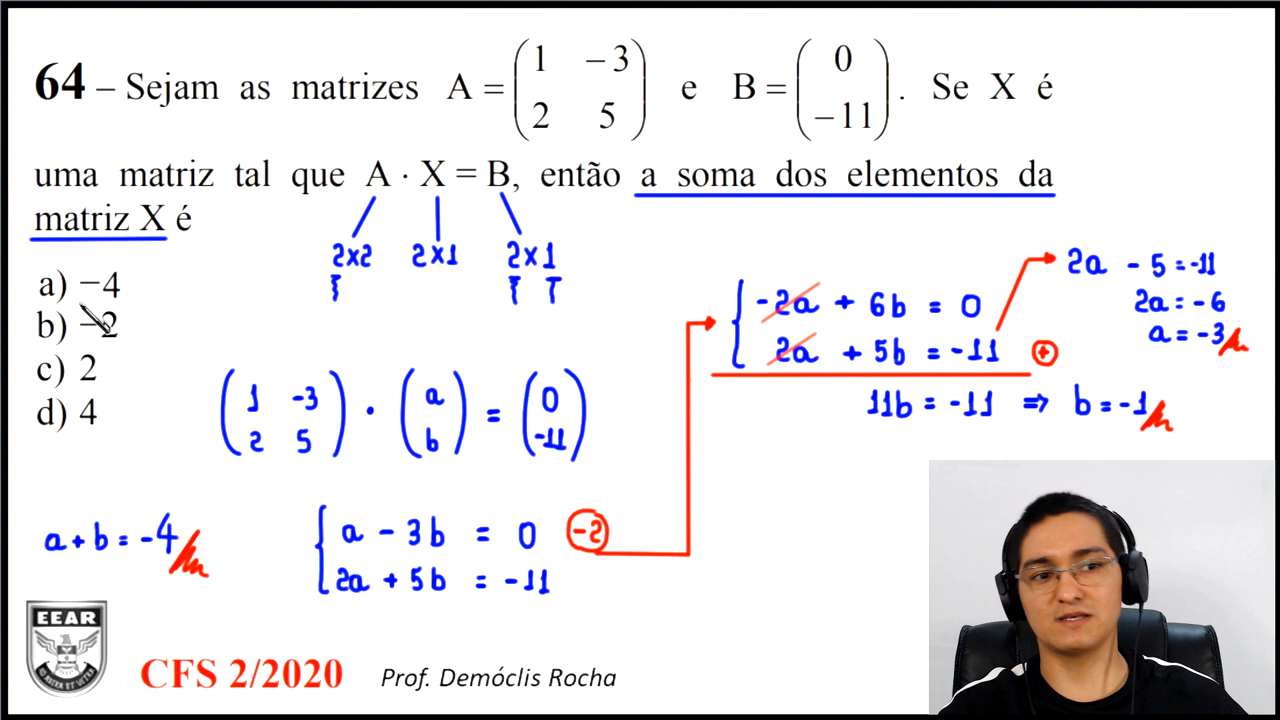 64 – Sejam as matrizes A = (1 −3 2 5) e B = (0 −11). Se X é
uma matriz tal que A · X = B, então a soma dos elementos da
matriz X é
2x2 2x1 2x1
a) −4
b) −2
c) 2
d) 4
(1 -3 2 5) · (a b) = (0 -11)
a - 3b = 0 -2
2a + 5b = -11
-2a + 6b = 0
2a + 5b = -11 +
11b = -11 ⇒ b = -1
2a - 5 = -11
2a = -6
a = -3
a + b = -4
EEAR
CFS 2/2020 Prof. Demóclis Rocha